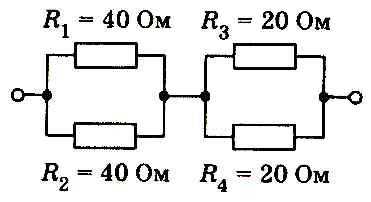 R₁ = 40 Ом R₃ = 20 Ом
R₂ = 40 Ом R₄ = 20 Ом